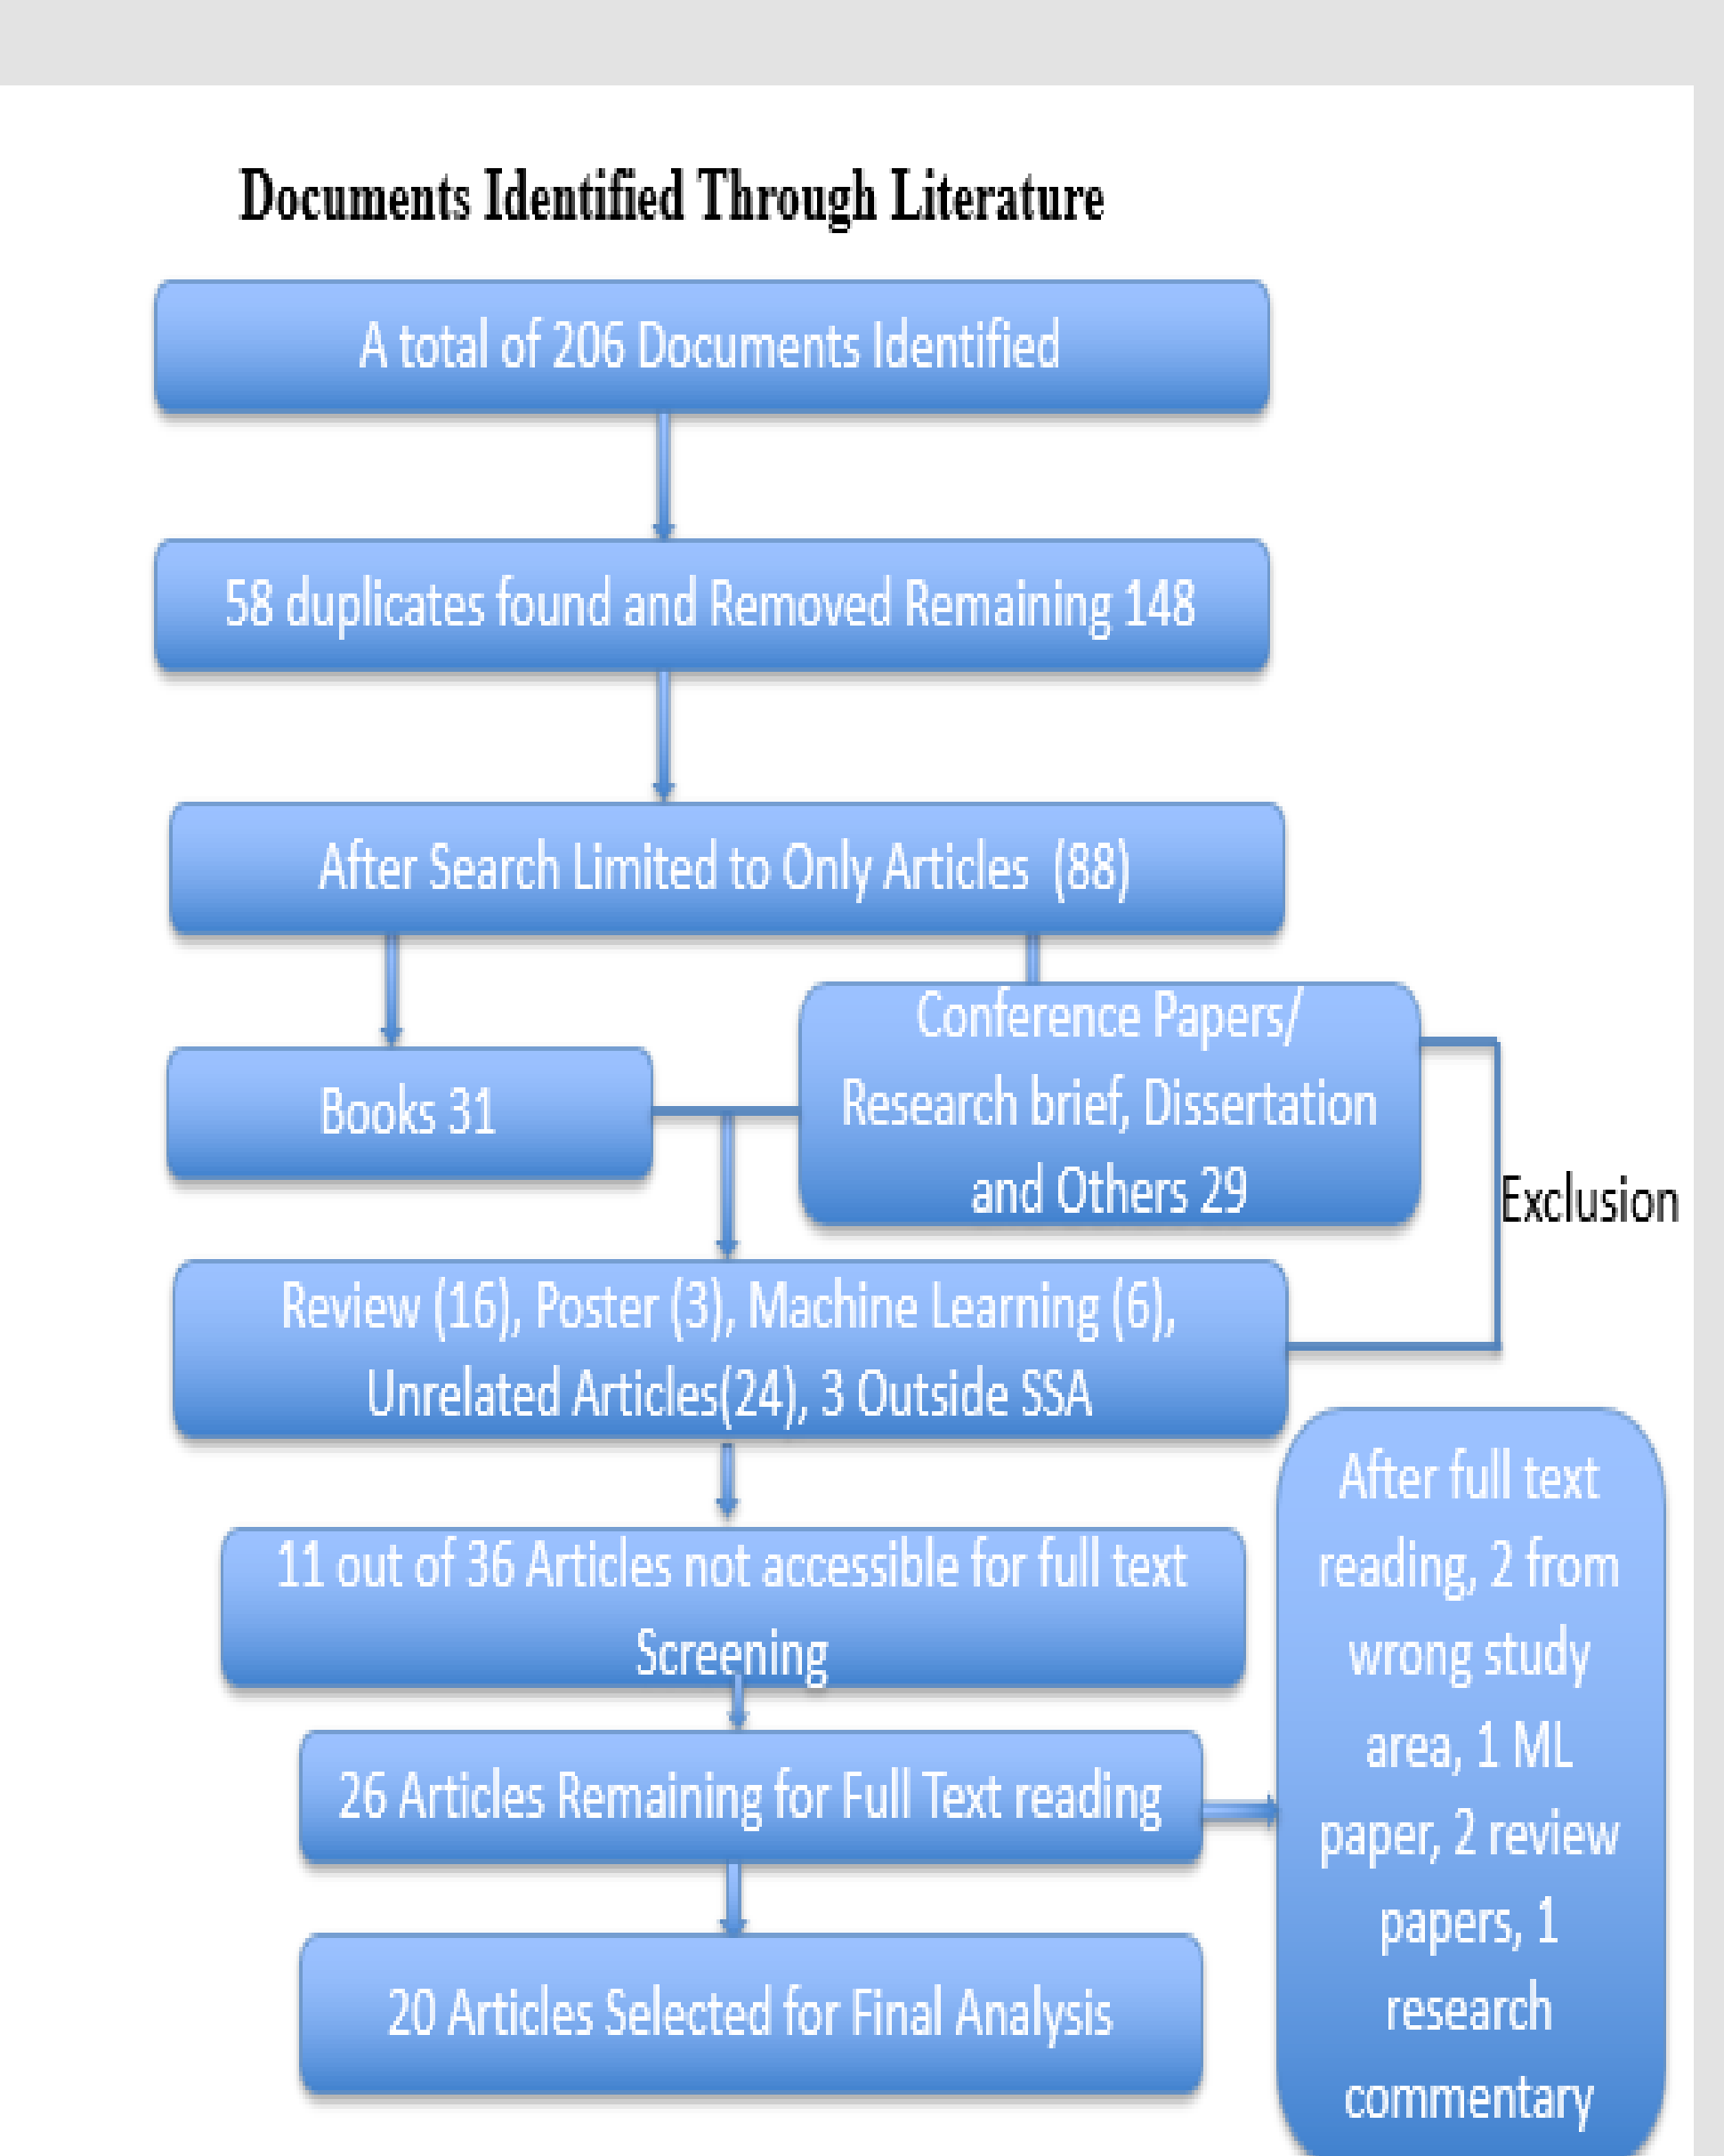 Documents Identified Through Literature
A total of 206 Documents Identified
58 duplicates found and Removed Remaining 148
After Search Limited to Only Articles (88)
Books 31
Conference Papers/
Research brief, Dissertation
and Others 29
Exclusion
Review (16), Poster (3), Machine Learning (6),
Unrelated Articles(24), 3 Outside SSA
11 out of 36 Articles not accessible for full text
Screening
26 Articles Remaining for Full Text reading
After full text
reading, 2 from
wrong study
area, 1 ML
paper, 2 review
papers, 1
research
commentary
20 Articles Selected for Final Analysis